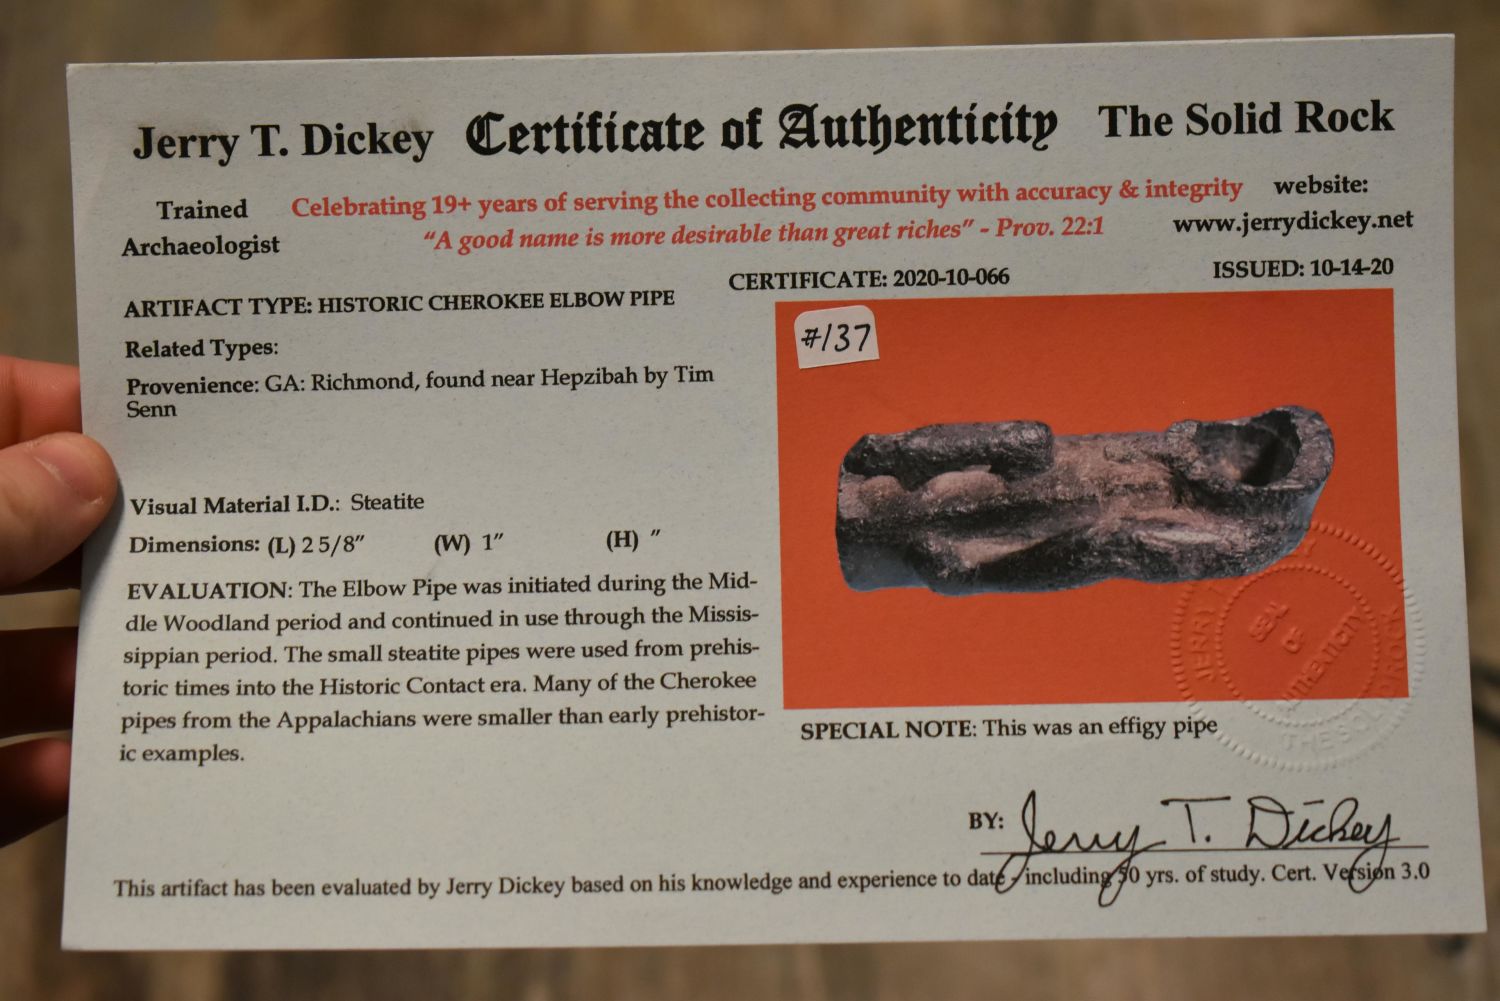 Jerry T. Dickey Certificate of Authenticity The Solid Rock
Trained
Archaeologist
Celebrating 19+ years of serving the collecting community with accuracy & integrity
“A good name is more desirable than great riches” - Prov. 22:1
website:
www.jerrydickey.net
CERTIFICATE: 2020-10-066
ISSUED: 10-14-20
ARTIFACT TYPE: HISTORIC CHEROKEE ELBOW PIPE
Related Types:
Provenience: GA: Richmond, found near Hepzibah by Tim
Senn
Visual Material I.D.: Steatite
Dimensions: (L) 2 5/8” (W) 1” (H) ”
EVALUATION: The Elbow Pipe was initiated during the Mid-
dle Woodland period and continued in use through the Missis-
sippian period. The small steatite pipes were used from prehis-
toric times into the Historic Contact era. Many of the Cherokee
pipes from the Appalachians were smaller than early prehistor-
ic examples.
#137
SEAL
OF
AUTHENTICITY
JERRY
THE SOLID ROCK
SPECIAL NOTE: This was an effigy pipe
BY: Jerry T. Dickey
This artifact has been evaluated by Jerry Dickey based on his knowledge and experience to date - including 50 yrs. of study. Cert. Version 3.0